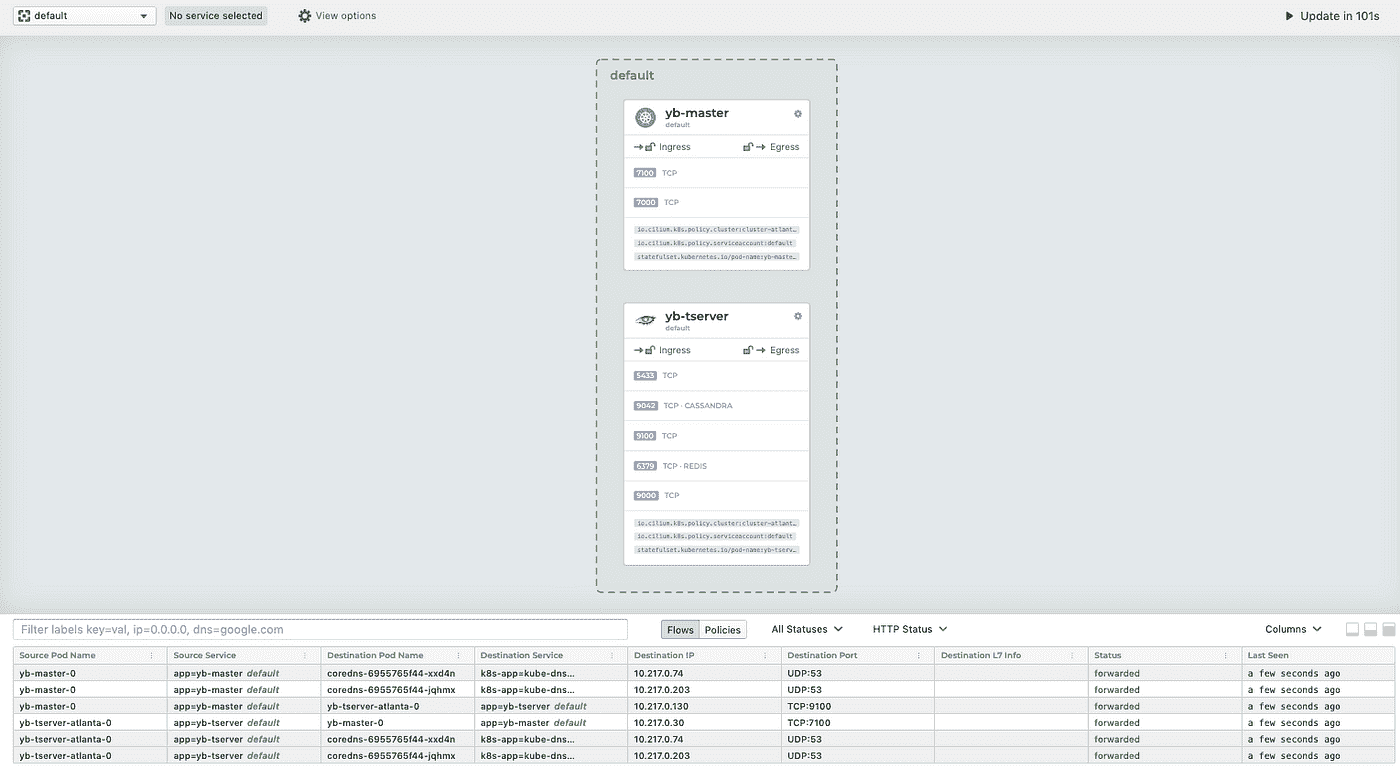 default No service selected View options Update in 101s
default
yb-master
default
Ingress Egress
7100 TCP
7000 TCP
io.cilium.k8s.policy.cluster:cluster-atlant…
io.cilium.k8s.policy.serviceaccount:default
statefulset.kubernetes.io/pod-name:yb-maste…
yb-tserver
default
Ingress Egress
5433 TCP
9042 TCP · CASSANDRA
9100 TCP
6379 TCP · REDIS
9000 TCP
io.cilium.k8s.policy.cluster:cluster-atlant…
io.cilium.k8s.policy.serviceaccount:default
statefulset.kubernetes.io/pod-name:yb-tserv…
Filter labels key=val, ip=0.0.0.0, dns=google.com Flows Policies All Statuses HTTP Status Columns
Source Pod Name Source Service Destination Pod Name Destination Service Destination IP Destination Port Destination L7 Info Status Last Seen
yb-master-0 app=yb-master default coredns-6955765f44-xxd4n k8s-app=kube-dns... 10.217.0.74 UDP:53 forwarded a few seconds ago
yb-master-0 app=yb-master default coredns-6955765f44-jqhmx k8s-app=kube-dns... 10.217.0.203 UDP:53 forwarded a few seconds ago
yb-master-0 app=yb-master default yb-tserver-atlanta-0 app=yb-tserver default 10.217.0.130 TCP:9100 forwarded a few seconds ago
yb-tserver-atlanta-0 app=yb-tserver default yb-master-0 app=yb-master default 10.217.0.30 TCP:7100 forwarded a few seconds ago
yb-tserver-atlanta-0 app=yb-tserver default coredns-6955765f44-xxd4n k8s-app=kube-dns... 10.217.0.74 UDP:53 forwarded a few seconds ago
yb-tserver-atlanta-0 app=yb-tserver default coredns-6955765f44-jqhmx k8s-app=kube-dns... 10.217.0.203 UDP:53 forwarded a few seconds ago